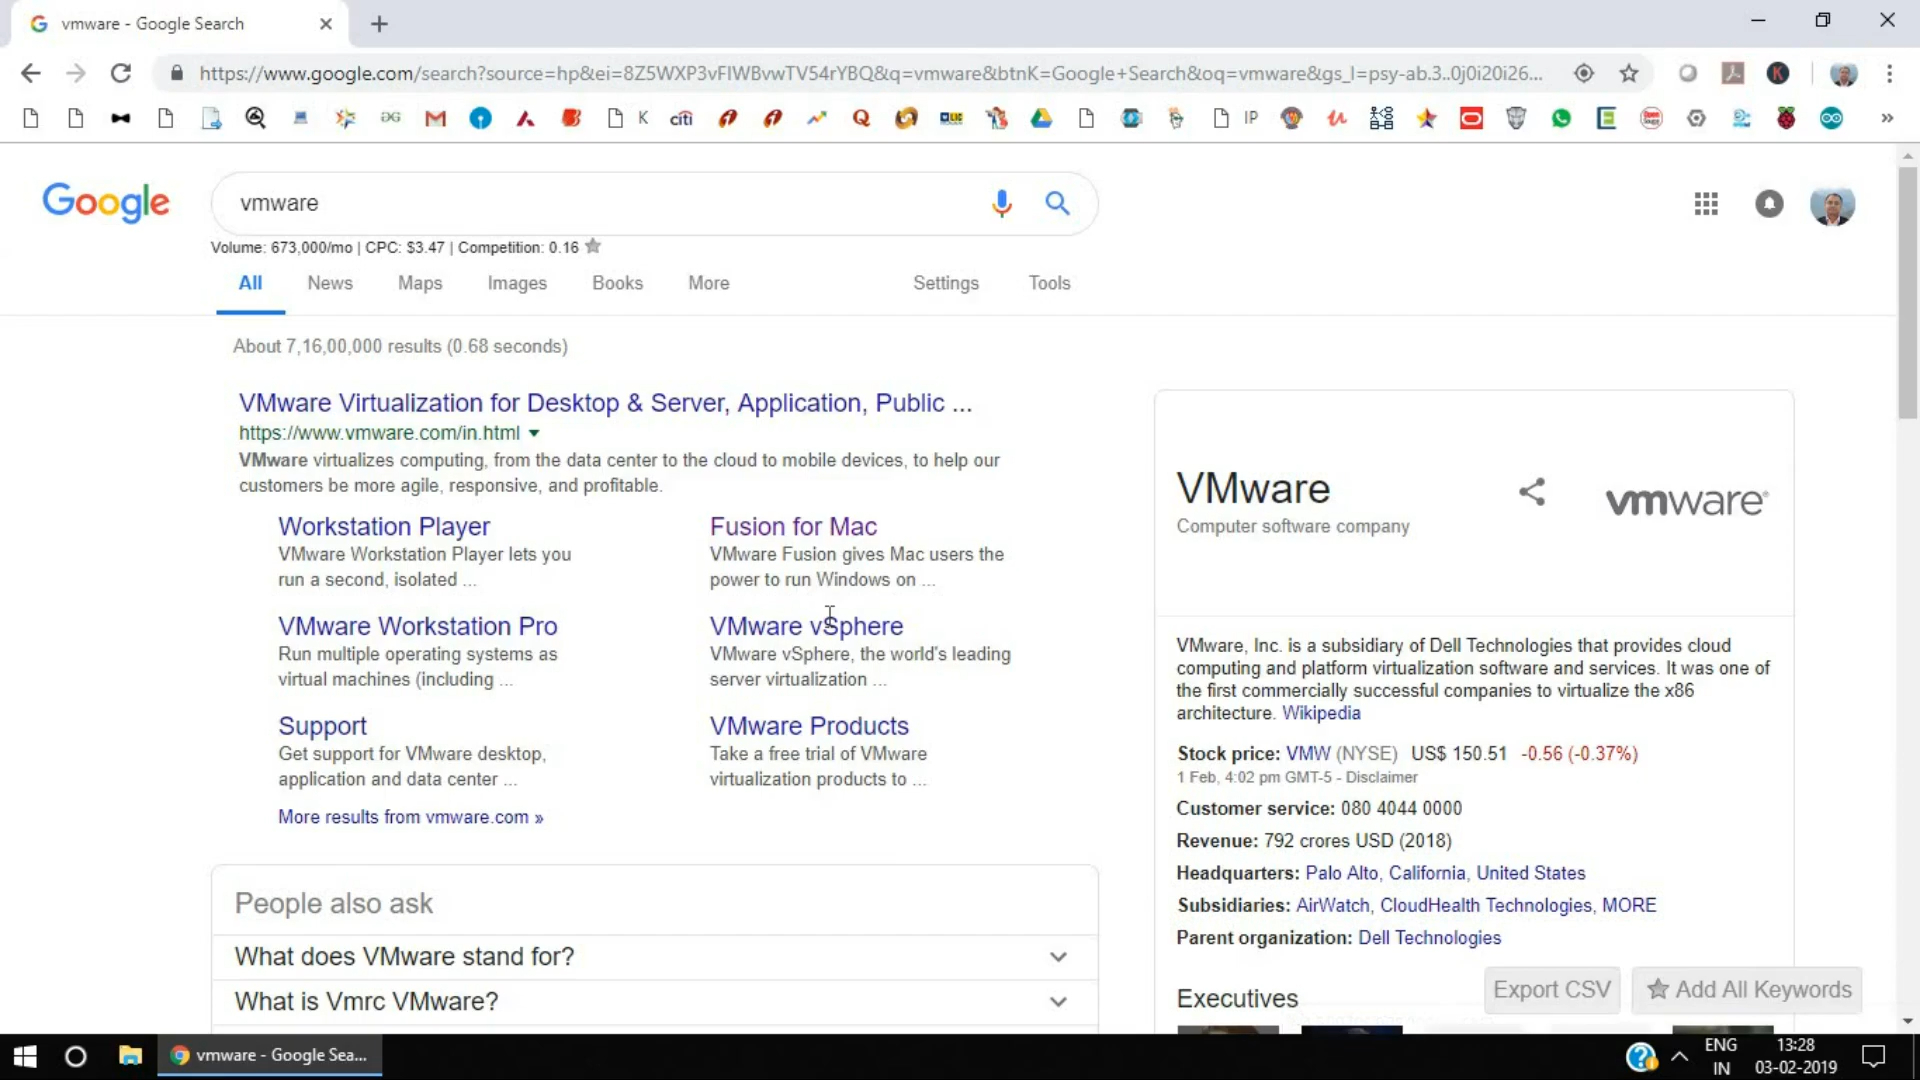 vmware - Google Search
https://www.google.com/search?source=hp&ei=8Z5WXP3vFIWBvwTV54rYBQ&q=vmware&btnK=Google+Search&oq=vmware&gs_l=psy-ab.3..0j0i20i26...
K
citi
LIC
IP
Google
vmware
Volume: 673,000/mo | CPC: $3.47 | Competition: 0.16
All
News
Maps
Images
Books
More
Settings
Tools
About 7,16,00,000 results (0.68 seconds)
VMware Virtualization for Desktop & Server, Application, Public ...
https://www.vmware.com/in.html
VMware virtualizes computing, from the data center to the cloud to mobile devices, to help our
customers be more agile, responsive, and profitable.
Workstation Player
VMware Workstation Player lets you
run a second, isolated ...
Fusion for Mac
VMware Fusion gives Mac users the
power to run Windows on ...
VMware Workstation Pro
Run multiple operating systems as
virtual machines (including ...
VMware vSphere
VMware vSphere, the world's leading
server virtualization ...
Support
Get support for VMware desktop,
application and data center ...
VMware Products
Take a free trial of VMware
virtualization products to ...
More results from vmware.com »
People also ask
What does VMware stand for?
What is Vmrc VMware?
VMware
Computer software company
vmware®
VMware, Inc. is a subsidiary of Dell Technologies that provides cloud
computing and platform virtualization software and services. It was one of
the first commercially successful companies to virtualize the x86
architecture. Wikipedia
Stock price: VMW (NYSE) US$ 150.51 -0.56 (-0.37%)
1 Feb, 4:02 pm GMT-5 - Disclaimer
Customer service: 080 4044 0000
Revenue: 792 crores USD (2018)
Headquarters: Palo Alto, California, United States
Subsidiaries: AirWatch, CloudHealth Technologies, MORE
Parent organization: Dell Technologies
Executives
Export CSV
Add All Keywords
vmware - Google Sea...
ENG
IN
13:28
03-02-2019